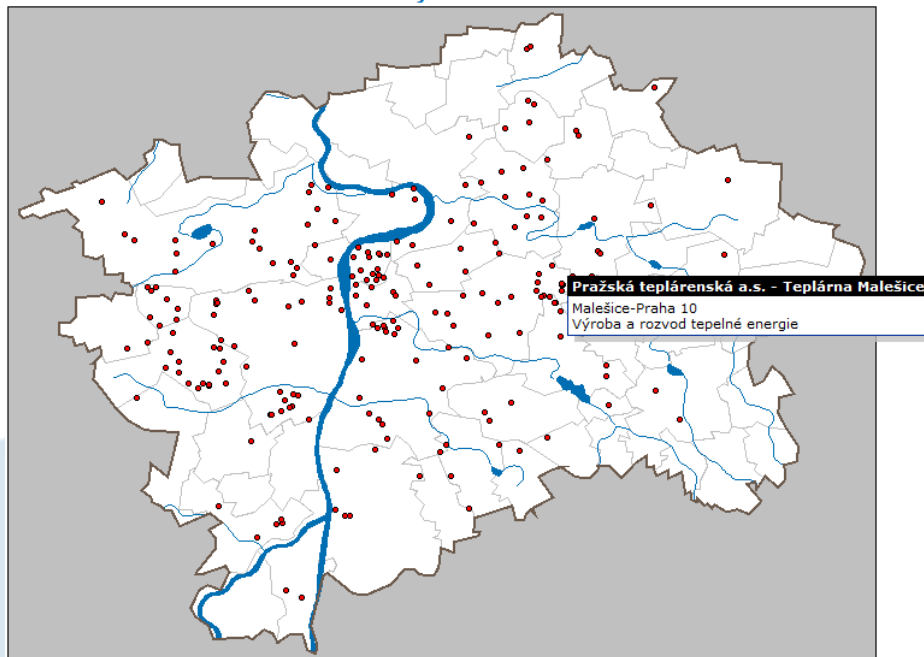 Pražská teplárenská a.s. - Teplárna Malešice
Malešice-Praha 10
Výroba a rozvod tepelné energie